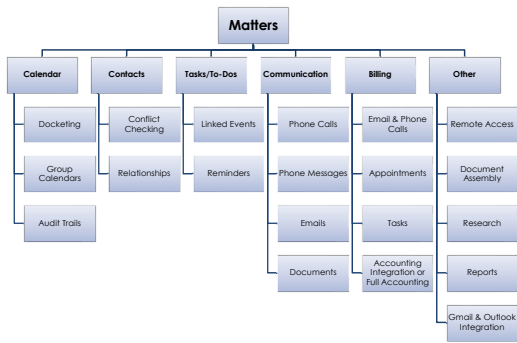 Matters
Calendar
Contacts
Tasks/To-Dos
Communication
Billing
Other
Docketing
Conflict
Checking
Linked Events
Phone Calls
Email & Phone
Calls
Remote Access
Group
Calendars
Relationships
Reminders
Phone Messages
Appointments
Document
Assembly
Audit Trails
Emails
Tasks
Research
Documents
Accounting
Integration or
Full Accounting
Reports
Gmail & Outlook
Integration